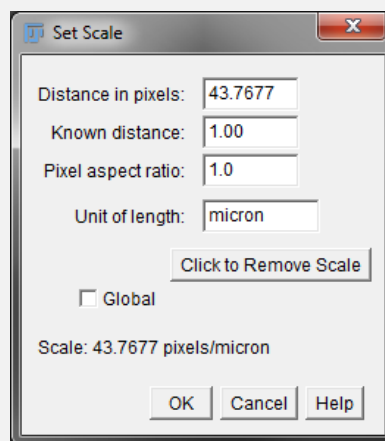 Set Scale
Distance in pixels: 43.7677
Known distance: 1.00
Pixel aspect ratio: 1.0
Unit of length: micron
Click to Remove Scale
Global
Scale: 43.7677 pixels/micron
OK Cancel Help